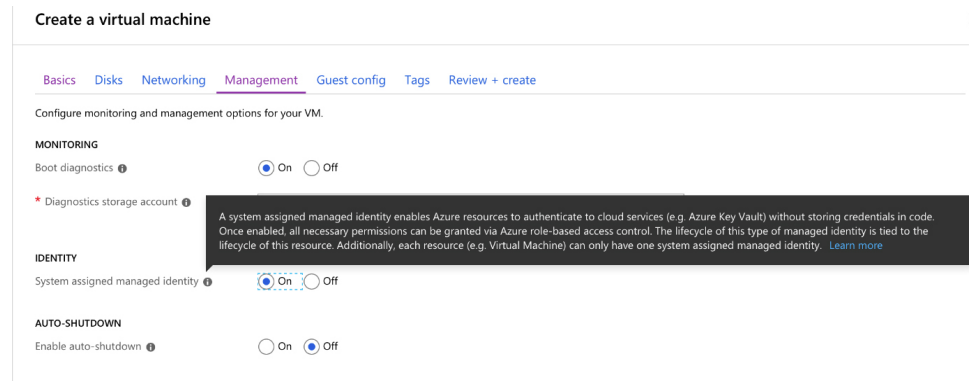 Create a virtual machine
Basics Disks Networking Management Guest config Tags Review + create
Configure monitoring and management options for your VM.
MONITORING
Boot diagnostics On Off
* Diagnostics storage account
A system assigned managed identity enables Azure resources to authenticate to cloud services (e.g. Azure Key Vault) without storing credentials in code.
Once enabled, all necessary permissions can be granted via Azure role-based access control. The lifecycle of this type of managed identity is tied to the
lifecycle of this resource. Additionally, each resource (e.g. Virtual Machine) can only have one system assigned managed identity. Learn more
IDENTITY
System assigned managed identity On Off
AUTO-SHUTDOWN
Enable auto-shutdown On Off